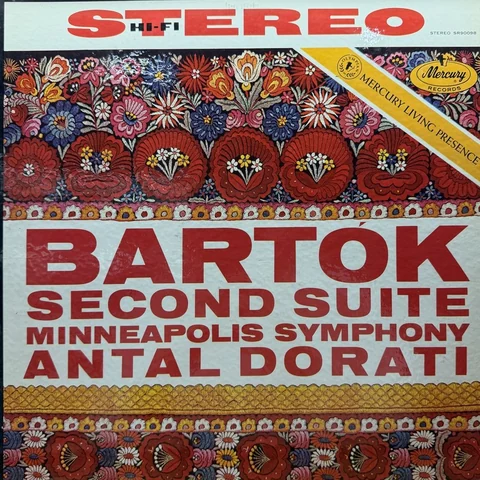 STEREO
HI-FI
STEREO SR90098
Mercury
RECORDS
MERCURY LIVING PRESENCE
BARTÓK
SECOND SUITE
MINNEAPOLIS SYMPHONY
ANTAL DORATI